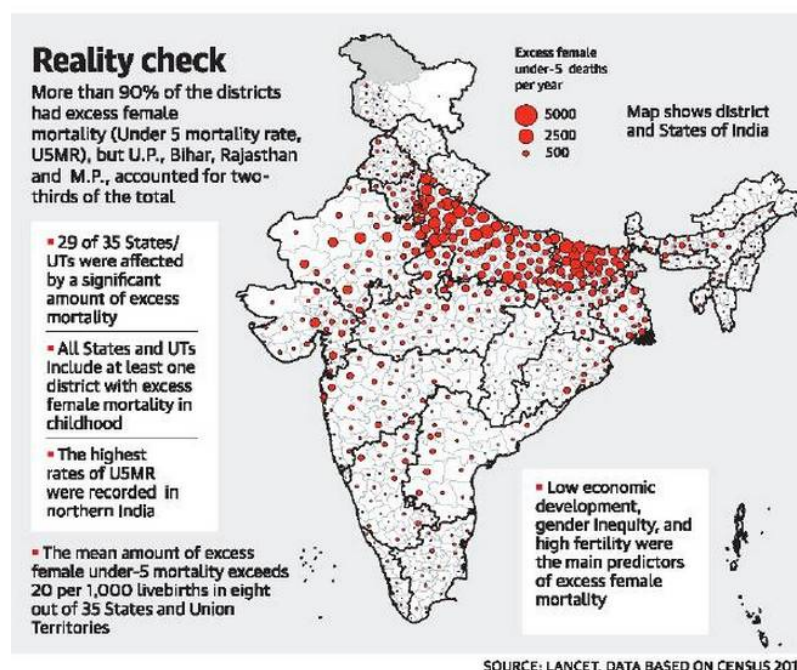 Reality check
More than 90% of the districts
had excess female
mortality (Under 5 mortality rate,
U5MR), but U.P., Bihar, Rajasthan
and M.P., accounted for two-
thirds of the total
29 of 35 States/
UTs were affected
by a significant
amount of excess
mortality
All States and UTs
include at least one
district with excess
female mortality in
childhood
The highest
rates of U5MR
were recorded in
northern India
The mean amount of excess
female under-5 mortality exceeds
20 per 1,000 livebirths in eight
out of 35 States and Union
Territories
Excess female
under-5 deaths
per year
5000
2500
500
Map shows district
and States of India
Low economic
development,
gender inequity, and
high fertility were
the main predictors
of excess female
mortality
SOURCE: LANCET, DATA BASED ON CENSUS 201